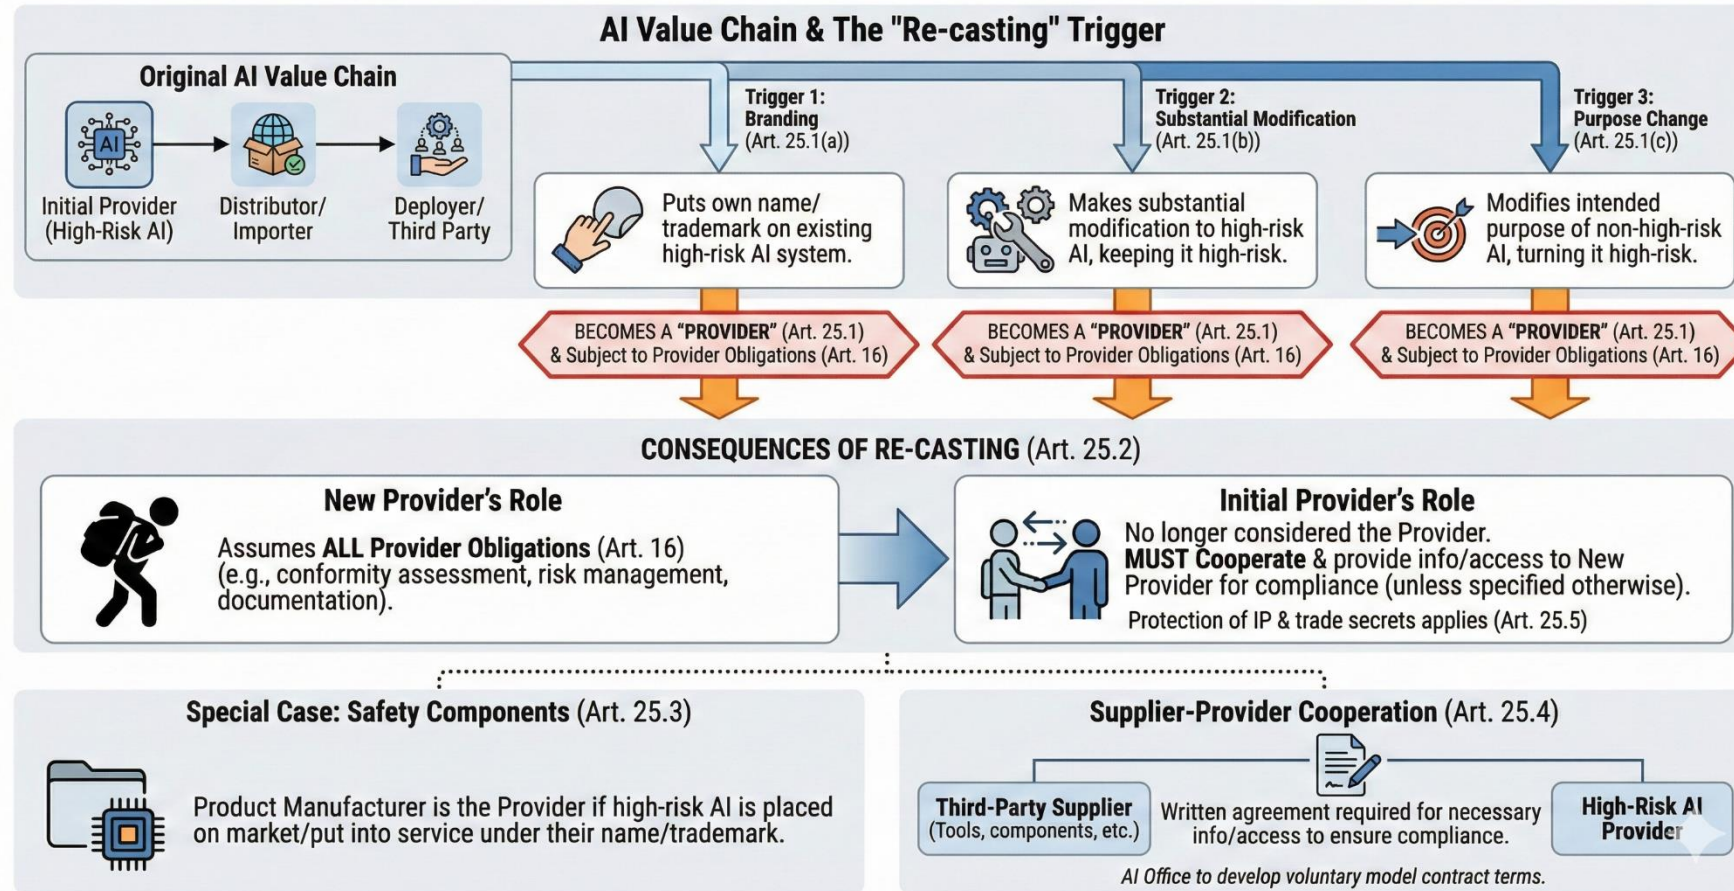 AI Value Chain & The "Re-casting" Trigger
Original AI Value Chain
AI
Initial Provider
(High-Risk AI)
Distributor/
Importer
Deployer/
Third Party
Trigger 1:
Branding
(Art. 25.1(a))
Puts own name/
trademark on existing
high-risk AI system.
Trigger 2:
Substantial Modification
(Art. 25.1(b))
Makes substantial
modification to high-risk
AI, keeping it high-risk.
Trigger 3:
Purpose Change
(Art. 25.1(c))
Modifies intended
purpose of non-high-risk
AI, turning it high-risk.
BECOMES A “PROVIDER” (Art. 25.1)
& Subject to Provider Obligations (Art. 16)
BECOMES A “PROVIDER” (Art. 25.1)
& Subject to Provider Obligations (Art. 16)
BECOMES A “PROVIDER” (Art. 25.1)
& Subject to Provider Obligations (Art. 16)
CONSEQUENCES OF RE-CASTING (Art. 25.2)
New Provider’s Role
Assumes ALL Provider Obligations (Art. 16)
(e.g., conformity assessment, risk management,
documentation).
Initial Provider’s Role
No longer considered the Provider.
MUST Cooperate & provide info/access to New
Provider for compliance (unless specified otherwise).
Protection of IP & trade secrets applies (Art. 25.5)
Special Case: Safety Components (Art. 25.3)
Product Manufacturer is the Provider if high-risk AI is placed
on market/put into service under their name/trademark.
Supplier-Provider Cooperation (Art. 25.4)
Third-Party Supplier
(Tools, components, etc.)
Written agreement required for necessary
info/access to ensure compliance.
High-Risk AI
Provider
AI Office to develop voluntary model contract terms.